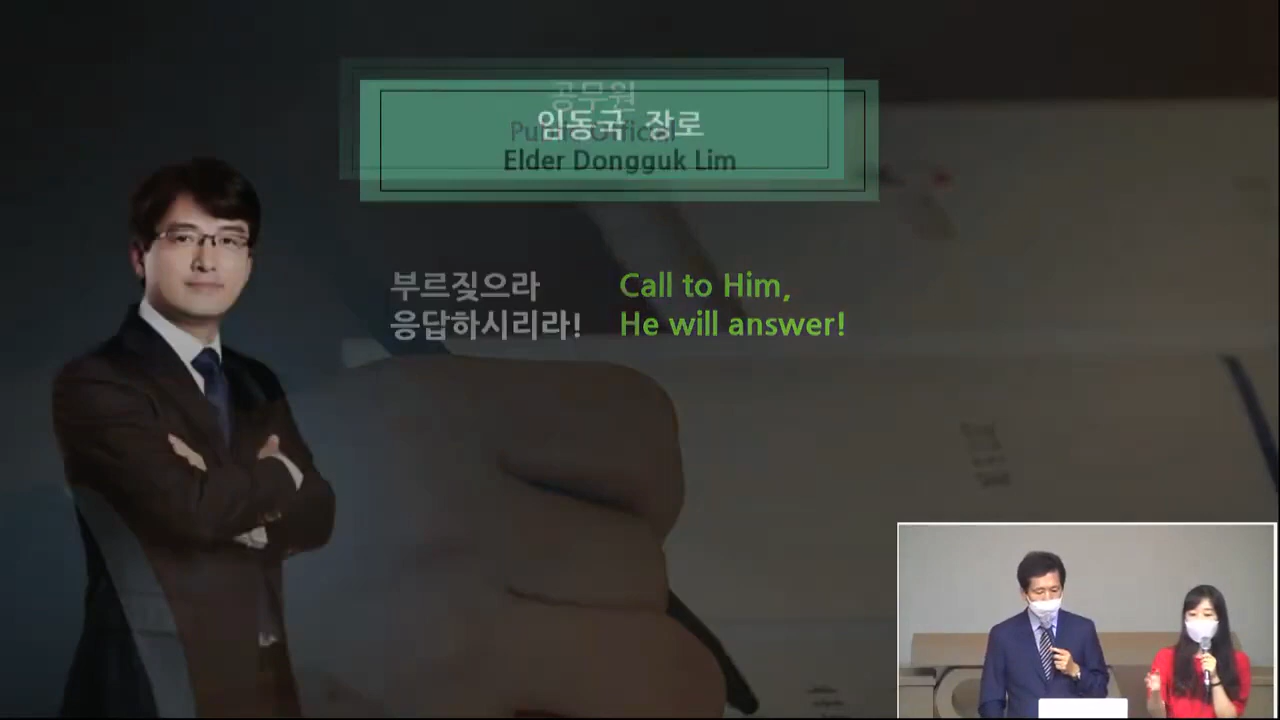 공무원
Public Official
임동국 장로
Elder Dongguk Lim
부르짖으라
응답하시리라!
Call to Him,
He will answer!